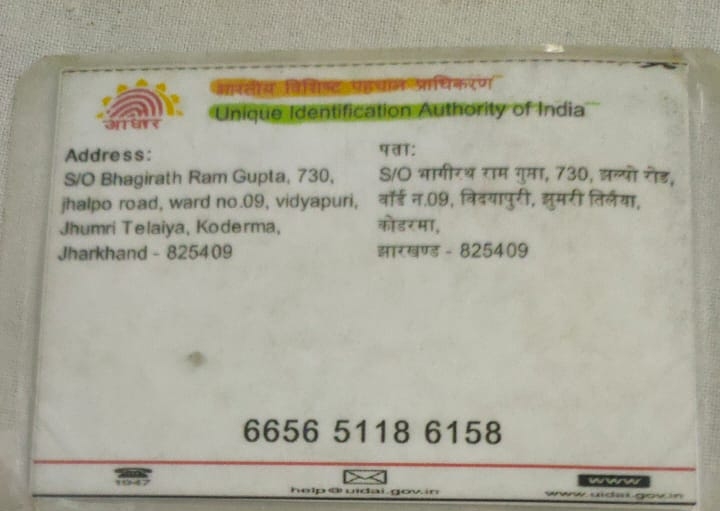 भारतीय विशिष्ट पहचान प्राधिकरण
Unique Identification Authority of India
आधार
Address:
S/O Bhagirath Ram Gupta, 730,
jhalpo road, ward no.09, vidyapuri,
Jhumri Telaiya, Koderma,
Jharkhand - 825409
पता:
S/O भागीरथ राम गुप्ता, 730, झल्पो रोड,
वॉर्ड न.09, विदयापुरी, झुमरी तिलैया,
कोडरमा,
झारखण्ड - 825409
6656 5118 6158
1947
help@uidai.gov.in
www
www.uidai.gov.in